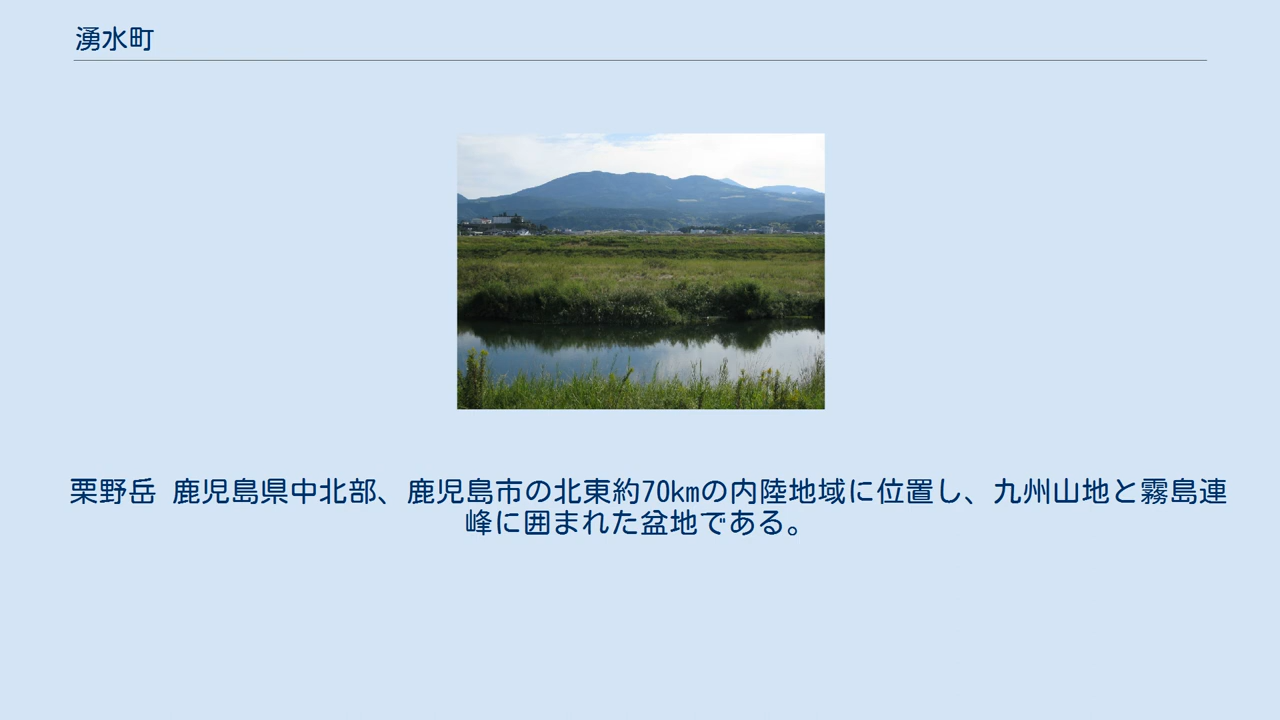 湧水町
栗野岳 鹿児島県中北部、鹿児島市の北東約70kmの内陸地域に位置し、九州山地と霧島連
峰に囲まれた盆地である。